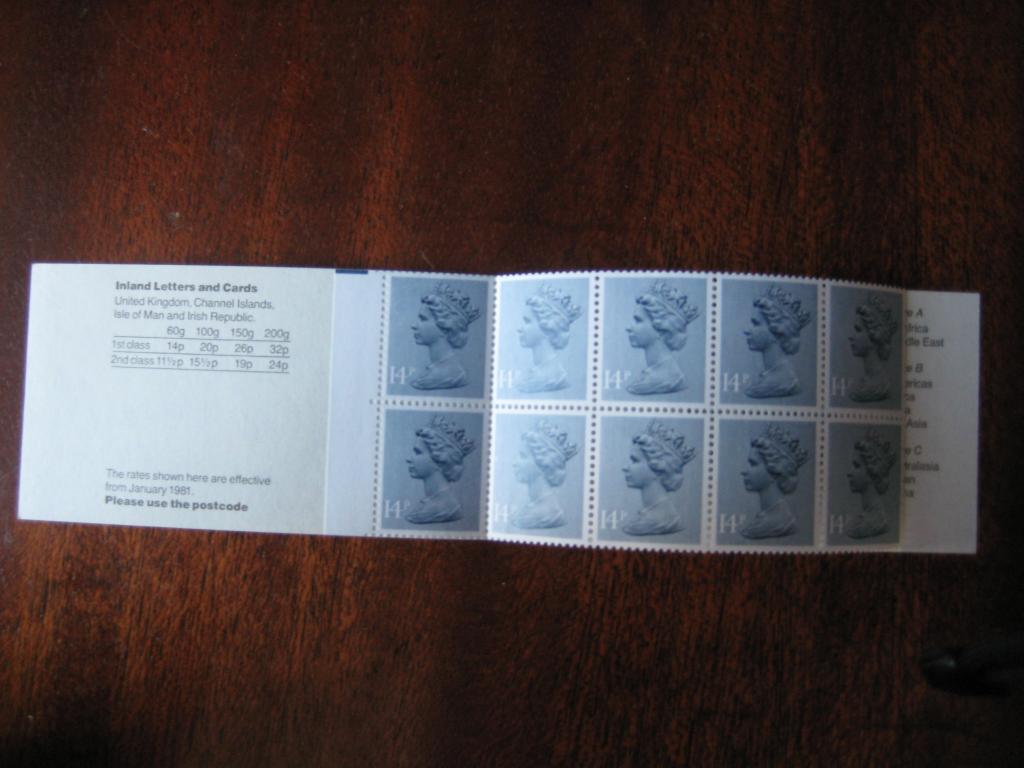 Inland Letters and Cards
United Kingdom, Channel Islands,
Isle of Man and Irish Republic.
60g 100g 150g 200g
1st class 14p 20p 26p 32p
2nd class 11½p 15½p 19p 24p
The rates shown here are effective
from January 1981.
Please use the postcode
14P 14P 14P 14P 14P
14P 14P 14P 14P 14P
A
East
B
Asia
C